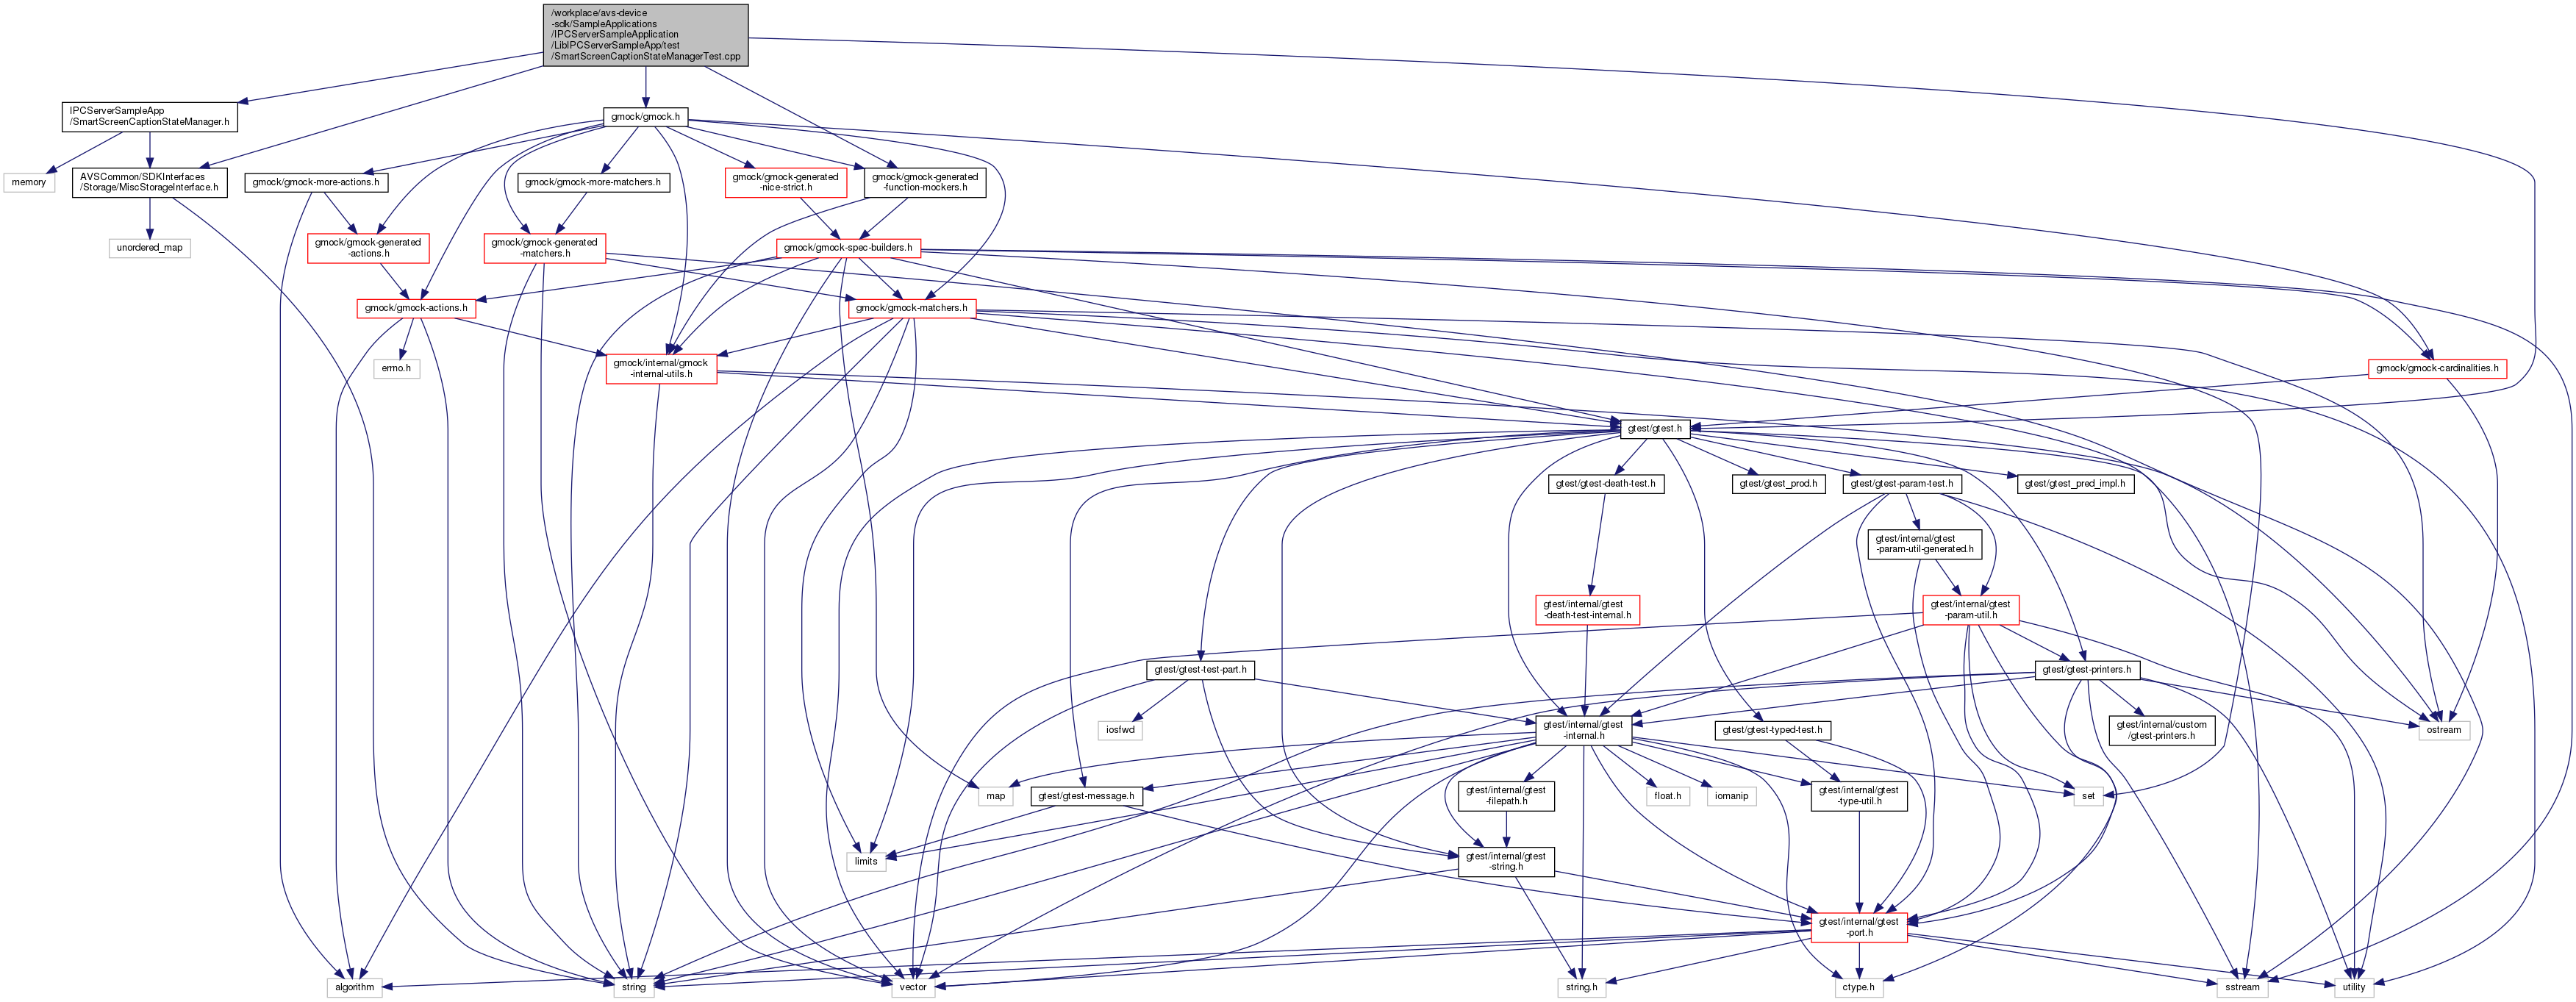 /workplace/avs-device
-sdk/SampleApplications
/IPCServerSampleApplication
/LibIPCServerSampleApp/test
/SmartScreenCaptionStateManagerTest.cpp
IPCServerSampleApp
/SmartScreenCaptionStateManager.h
gmock/gmock.h
memory
AVSCommon/SDKInterfaces
/Storage/MiscStorageInterface.h
gmock/gmock-more-actions.h
gmock/gmock-more-matchers.h
gmock/gmock-generated
-nice-strict.h
gmock/gmock-generated
-function-mockers.h
unordered_map
gmock/gmock-generated
-actions.h
gmock/gmock-generated
-matchers.h
gmock/gmock-spec-builders.h
gmock/gmock-actions.h
gmock/gmock-matchers.h
errno.h
gmock/internal/gmock
-internal-utils.h
gmock/gmock-cardinalities.h
gtest/gtest.h
gtest/gtest-death-test.h
gtest/gtest_prod.h
gtest/gtest-param-test.h
gtest/gtest_pred_impl.h
gtest/internal/gtest
-param-util-generated.h
gtest/internal/gtest
-death-test-internal.h
gtest/internal/gtest
-param-util.h
gtest/gtest-test-part.h
gtest/gtest-printers.h
iosfwd
gtest/internal/gtest
-internal.h
gtest/gtest-typed-test.h
gtest/internal/custom
/gtest-printers.h
ostream
map
gtest/gtest-message.h
gtest/internal/gtest
-filepath.h
float.h
iomanip
gtest/internal/gtest
-type-util.h
set
limits
gtest/internal/gtest
-string.h
gtest/internal/gtest
-port.h
algorithm
string
vector
string.h
ctype.h
sstream
utility